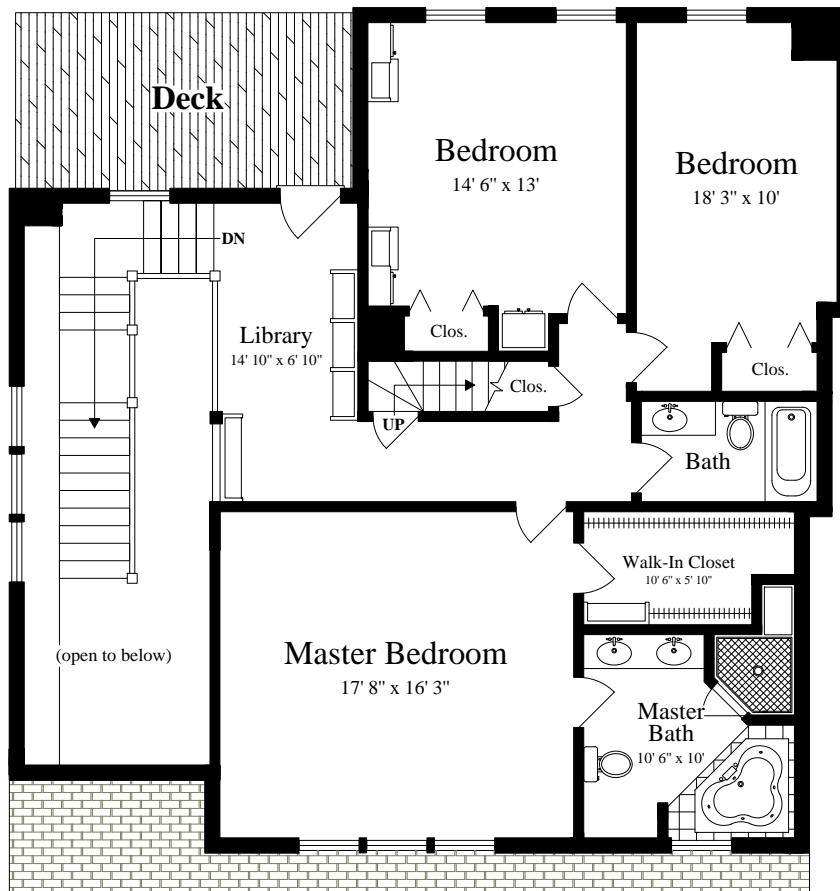 Deck
Bedroom
14' 6" x 13'
Bedroom
18' 3" x 10'
DN
Library
14' 10" x 6' 10"
Clos.
Clos.
Clos.
UP
Bath
Walk-In Closet
10' 6" x 5' 10"
(open to below)
Master Bedroom
17' 8" x 16' 3"
Master
Bath
10' 6" x 10'